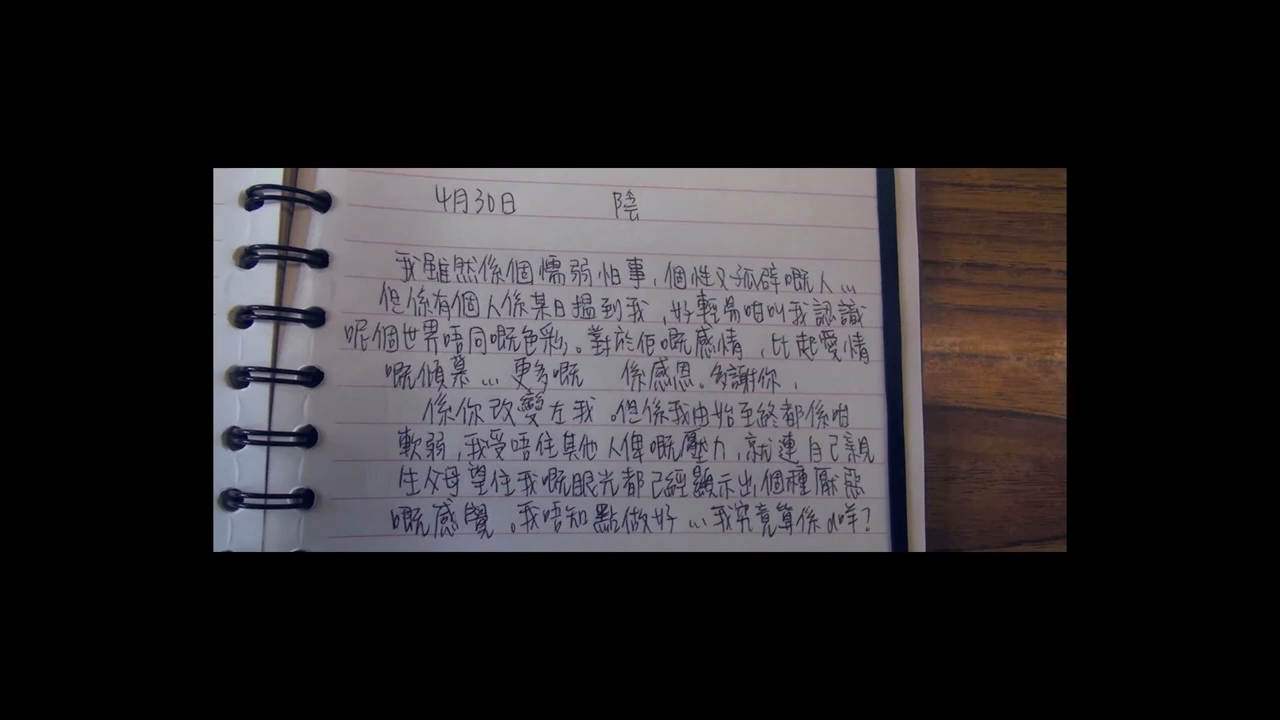 4月30日 陰
我雖然係個懦弱怕事,個性又孤辟嘅人...
但係有個人係某日搵到我,好輕易咁叫我認識
呢個世界唔同嘅色彩。對於佢嘅感情,比起愛情
嘅傾慕...更多嘅 係感恩。多謝你,
係你改變左我。但係我由始至終都係咁
軟弱,我受唔住其他人俾嘅壓力,就連自己親
生父母望住我嘅眼光都已經顯示出個種厭惡
嘅感覺。我唔知點做好...我究竟算係d咩?